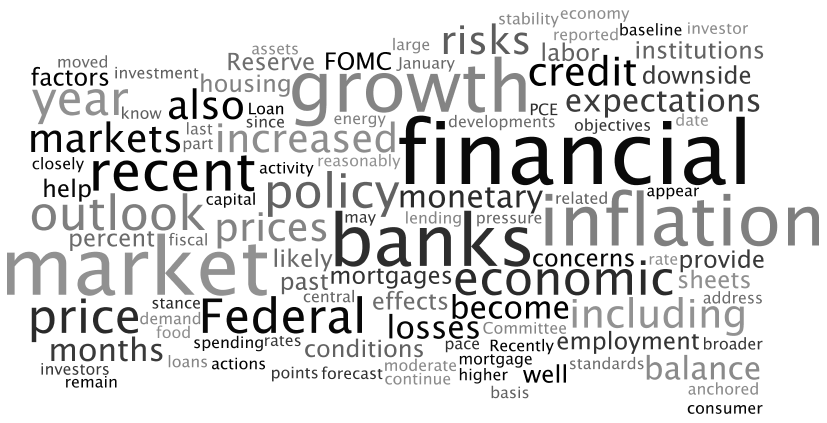 stability economy
moved assets large risks reported baseline investor
factors investment Reserve FOMC January labor institutions
housing growth credit downside
year know also Loan PCE expectations
since energy developments objectives date
markets last part increased reasonably financial
closely recent activity
help capital policy monetary related appear
outlook prices may lending pressure inflation
percent fiscal banks
market likely concerns rate provide
past mortgages economic sheets
stance central effects become including address
price demand Federal losses Committee
food spending rates pace Recently employment broader
months conditions
investors loans actions moderate mortgage standards balance
remain points forecast continue higher well
basis anchored
consumer